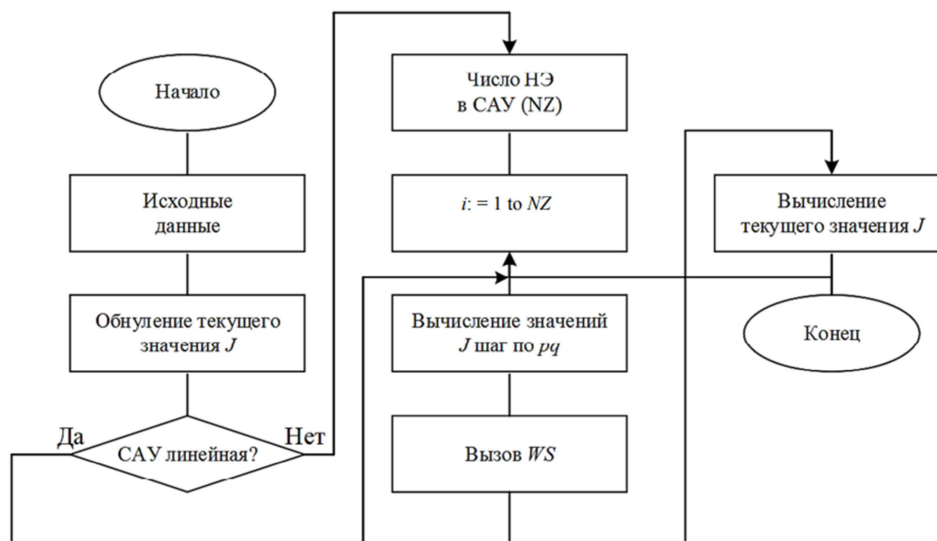 Начало
Исходные
данные
Обнуление текущего
значения J
Да
САУ линейная?
Нет
Число НЭ
в САУ (NZ)
i: = 1 to NZ
Вычисление значений
J шаг по pq
Вызов WS
Вычисление
текущего значения J
Конец